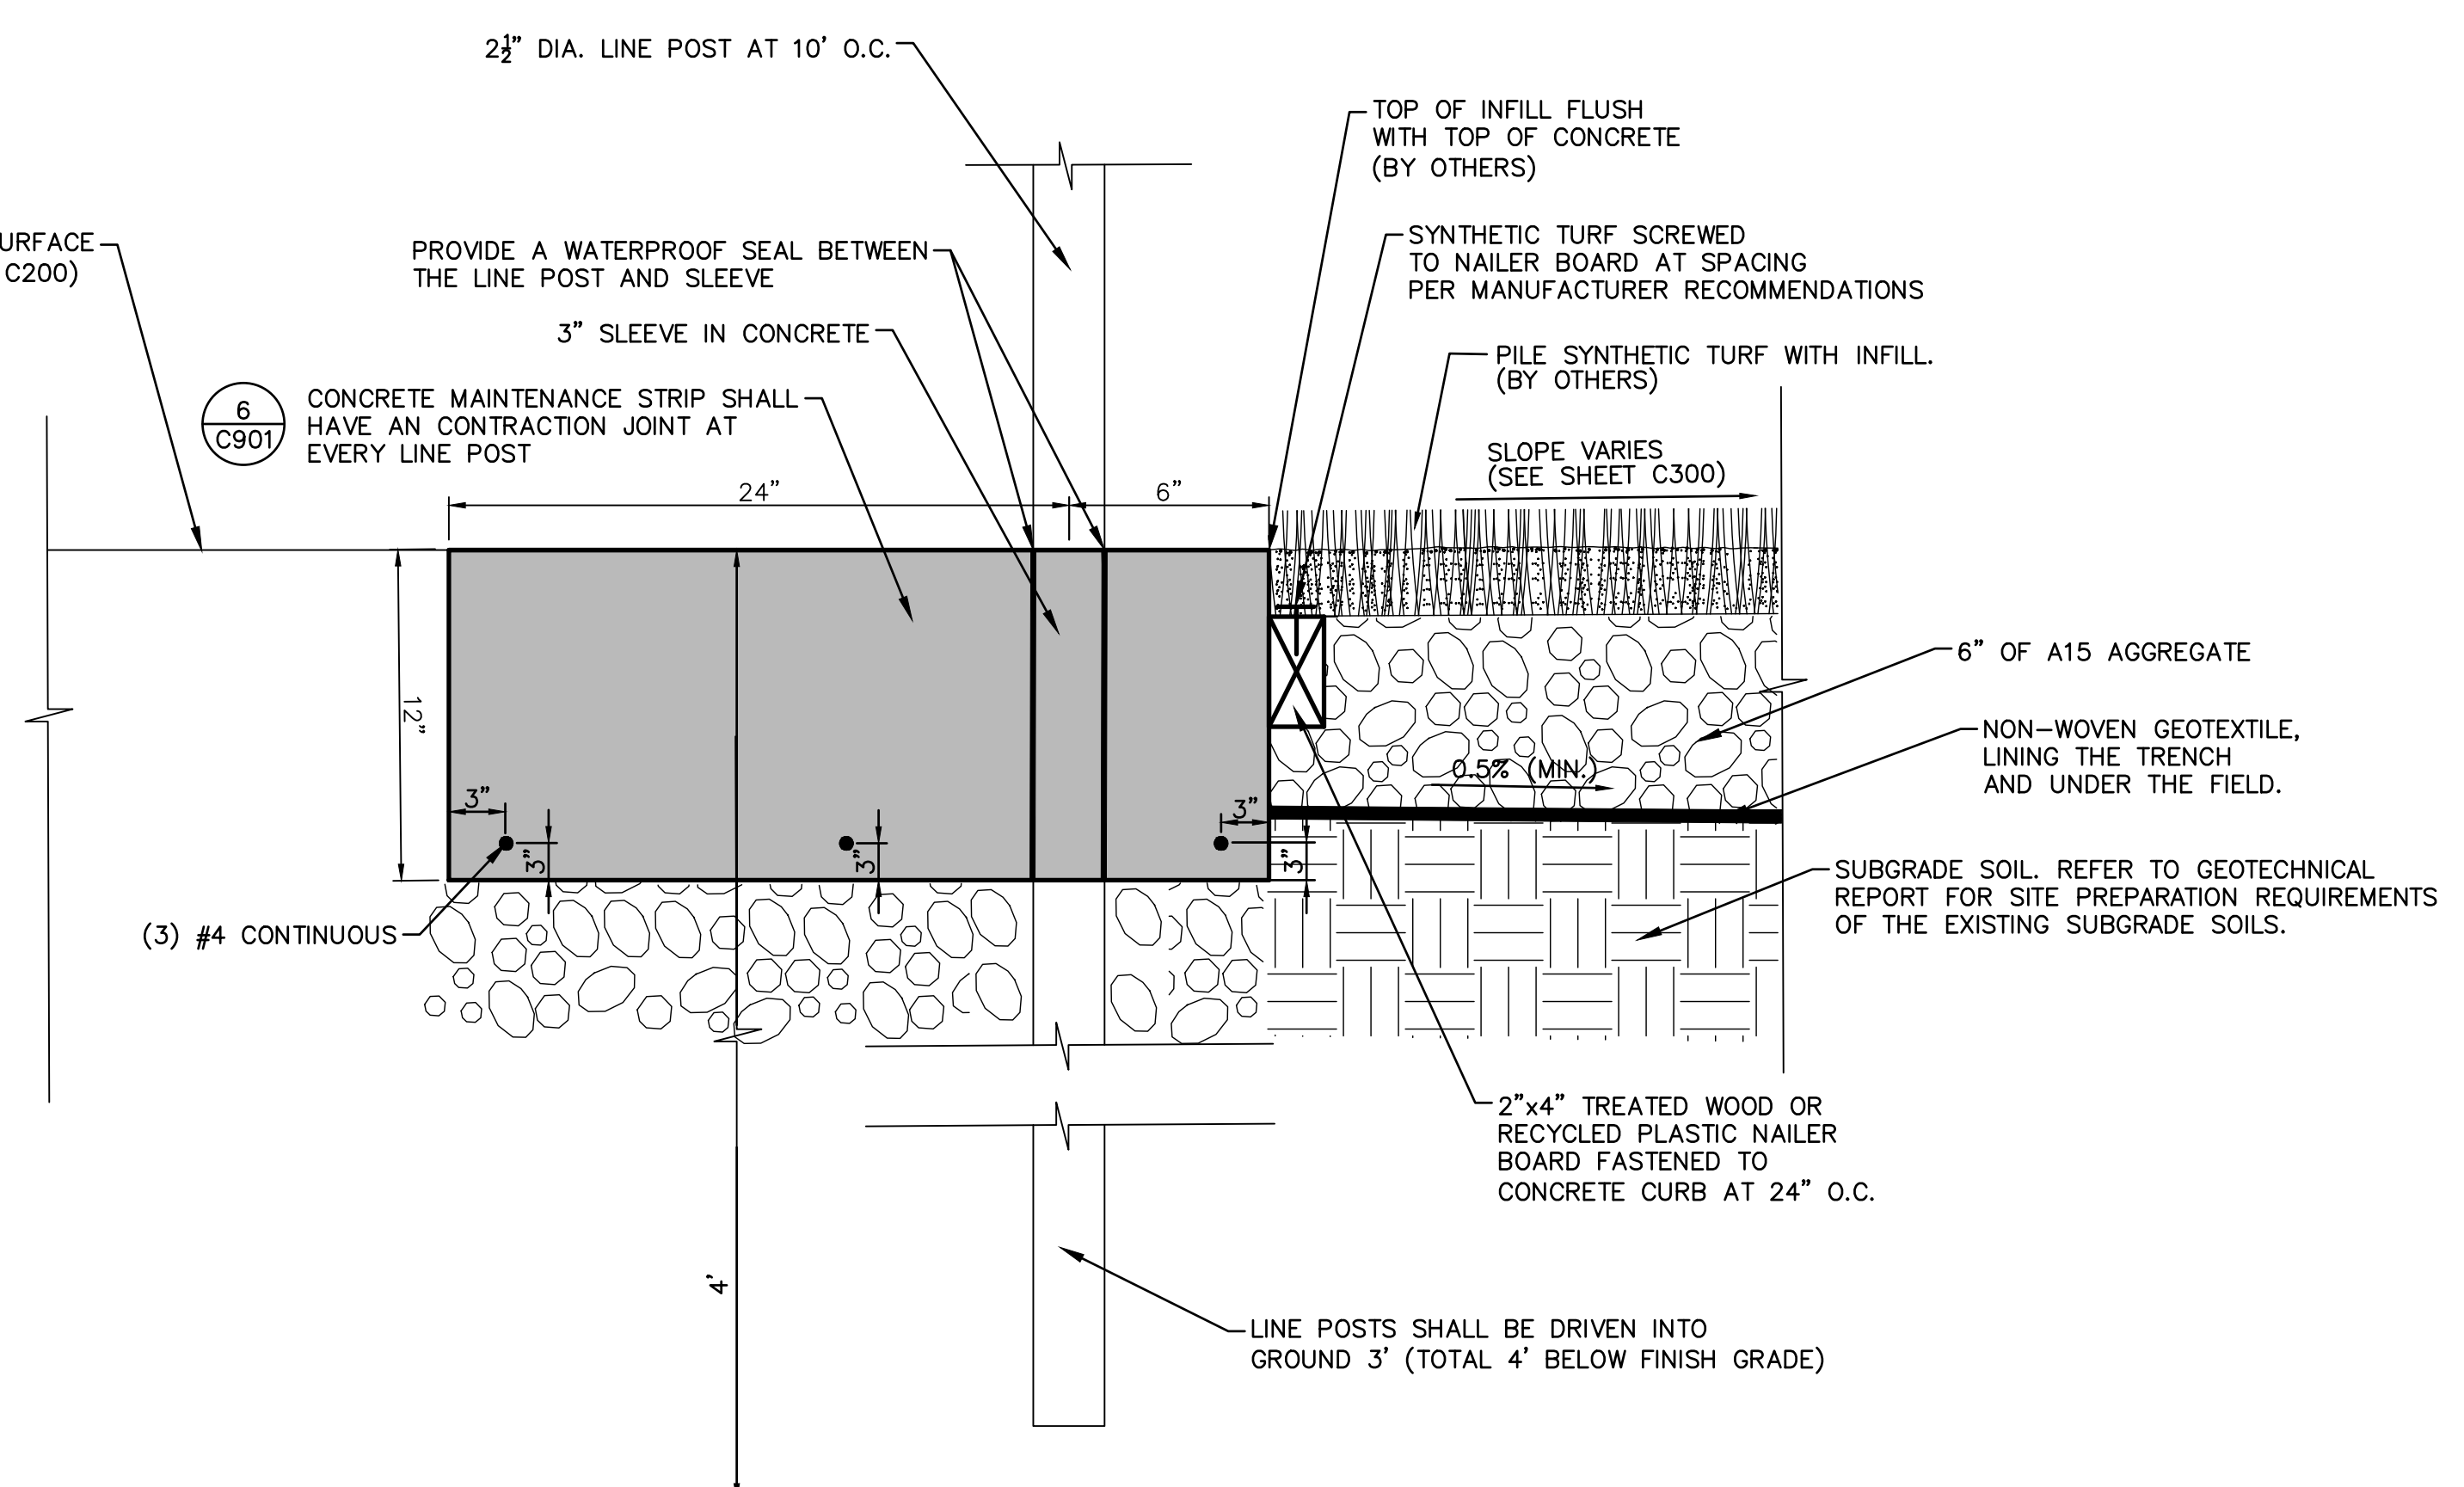 2½" DIA. LINE POST AT 10' O.C.
TOP OF INFILL FLUSH
WITH TOP OF CONCRETE
(BY OTHERS)
URFACE
C200)
PROVIDE A WATERPROOF SEAL BETWEEN
THE LINE POST AND SLEEVE
SYNTHETIC TURF SCREWED
TO NAILER BOARD AT SPACING
PER MANUFACTURER RECOMMENDATIONS
3" SLEEVE IN CONCRETE
PILE SYNTHETIC TURF WITH INFILL.
(BY OTHERS)
6
C901
CONCRETE MAINTENANCE STRIP SHALL
HAVE AN CONTRACTION JOINT AT
EVERY LINE POST
SLOPE VARIES
(SEE SHEET C300)
24"
6"
12"
6" OF A15 AGGREGATE
NON-WOVEN GEOTEXTILE,
LINING THE TRENCH
AND UNDER THE FIELD.
0.5% (MIN.)
3"
3"
3"
3"
3"
SUBGRADE SOIL. REFER TO GEOTECHNICAL
REPORT FOR SITE PREPARATION REQUIREMENTS
OF THE EXISTING SUBGRADE SOILS.
(3) #4 CONTINUOUS
2"x4" TREATED WOOD OR
RECYCLED PLASTIC NAILER
BOARD FASTENED TO
CONCRETE CURB AT 24" O.C.
4'
LINE POSTS SHALL BE DRIVEN INTO
GROUND 3' (TOTAL 4' BELOW FINISH GRADE)